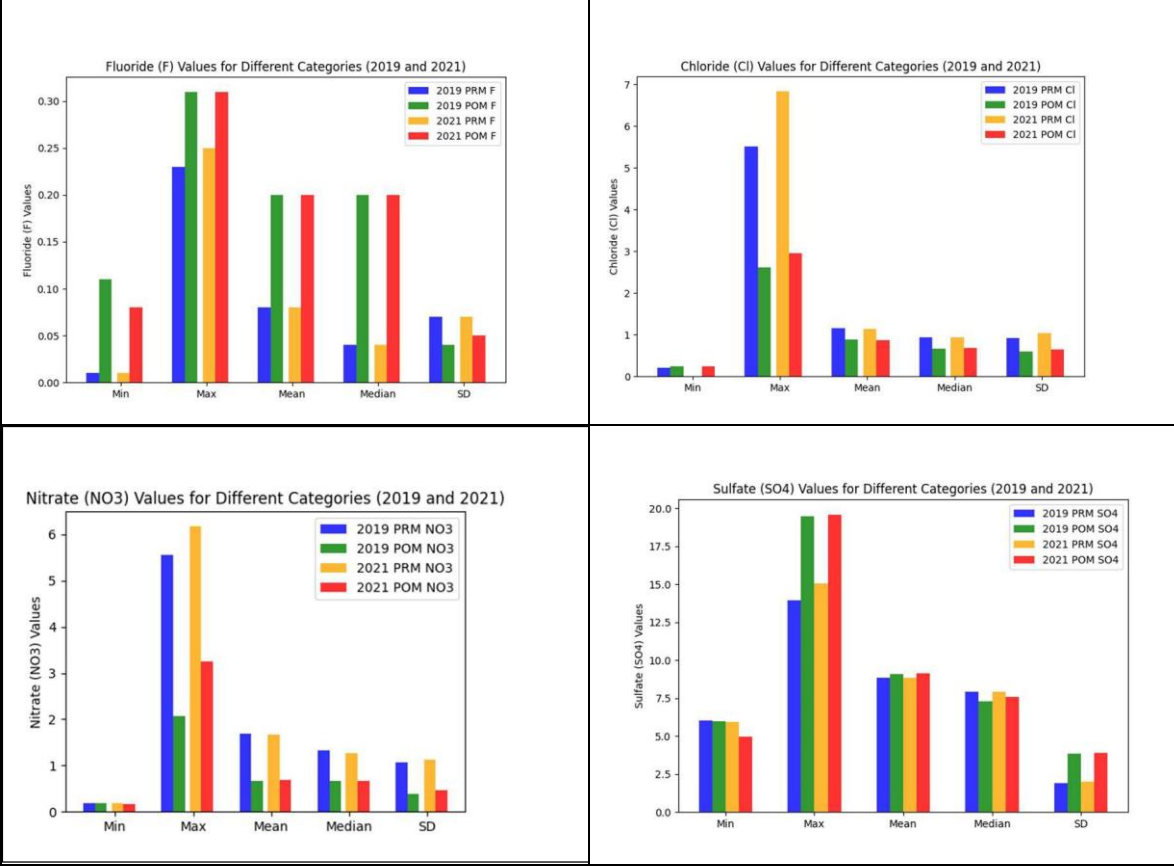 Fluoride (F) Values for Different Categories (2019 and 2021)
2019 PRM F
2019 POM F
2021 PRM F
2021 POM F
Fluoride (F) Values
0.30
0.25
0.20
0.15
0.10
0.05
0.00
Min Max Mean Median SD
Chloride (Cl) Values for Different Categories (2019 and 2021)
2019 PRM Cl
2019 POM Cl
2021 PRM Cl
2021 POM Cl
Chloride (Cl) Values
7
6
5
4
3
2
1
0
Min Max Mean Median SD
Nitrate (NO3) Values for Different Categories (2019 and 2021)
2019 PRM NO3
2019 POM NO3
2021 PRM NO3
2021 POM NO3
Nitrate (NO3) Values
6
5
4
3
2
1
0
Min Max Mean Median SD
Sulfate (SO4) Values for Different Categories (2019 and 2021)
2019 PRM SO4
2019 POM SO4
2021 PRM SO4
2021 POM SO4
Sulfate (SO4) Values
20.0
17.5
15.0
12.5
10.0
7.5
5.0
2.5
0.0
Min Max Mean Median SD